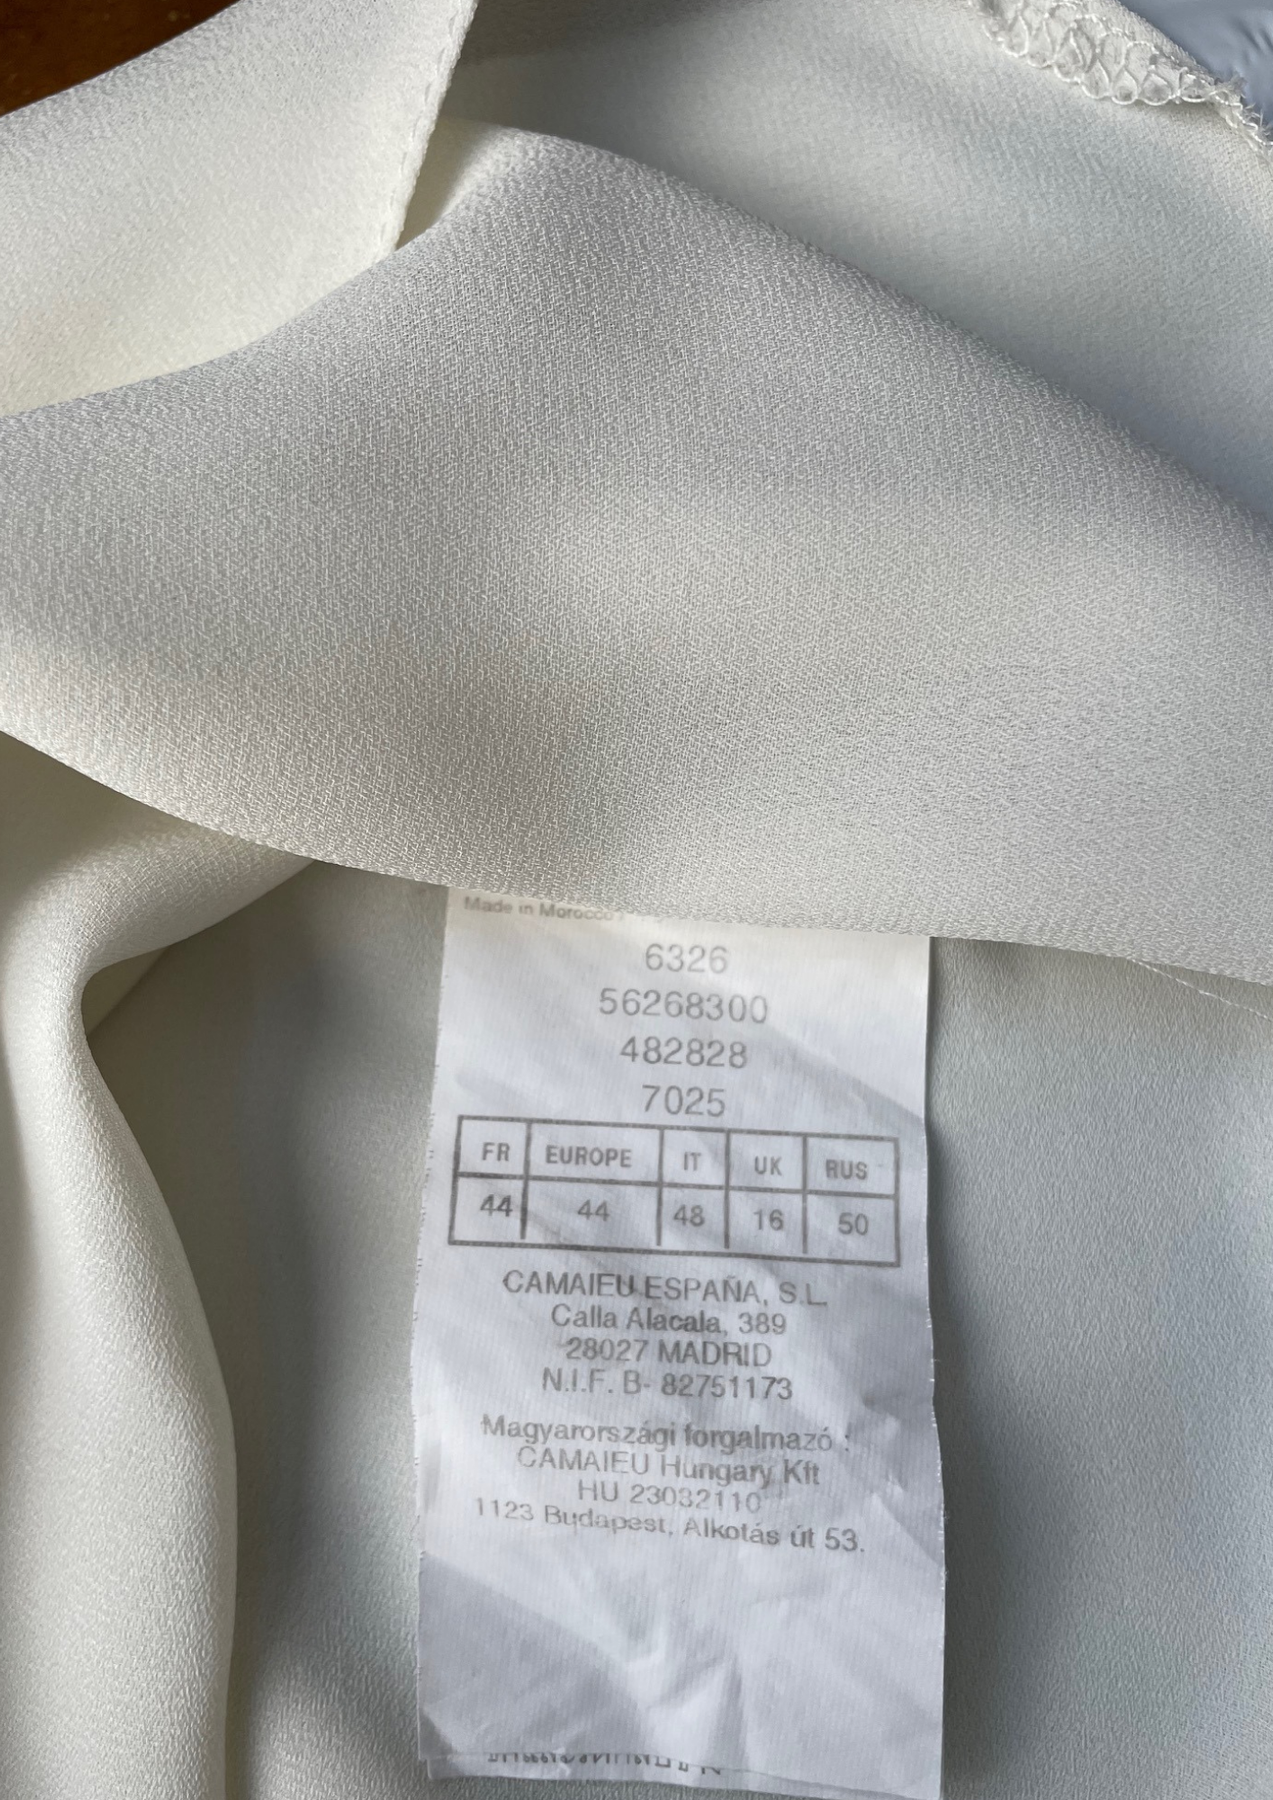 Made in Morocco
6326
56268300
482828
7025
FR EUROPE IT UK RUS
44 44 48 16 50
CAMAIEU ESPAÑA, S.L.
Calla Alacala, 389
28027 MADRID
N.I.F. B- 82751173
Magyarországi forgalmazó :
CAMAIEU Hungary Kft
HU 23032110
1123 Budapest, Alkotás út 53.